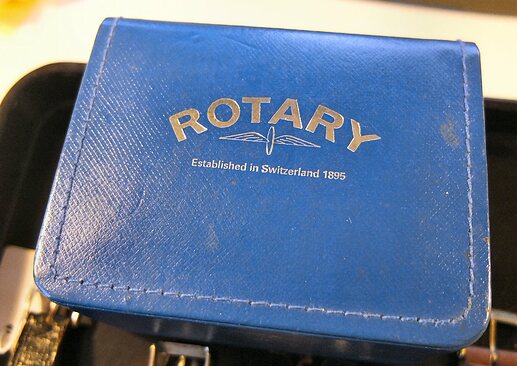 ROTARY
Established in Switzerland 1895